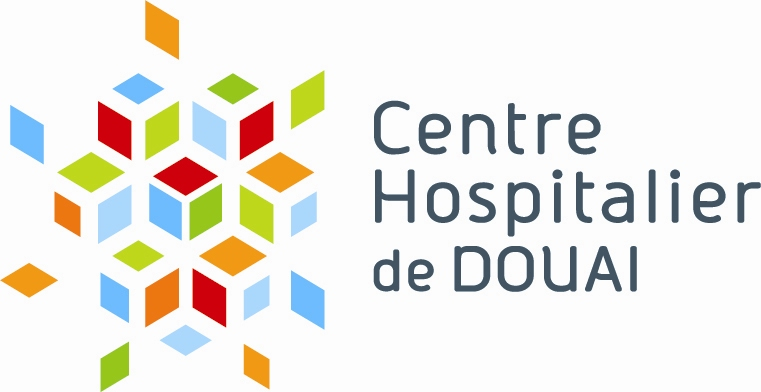 Centre
Hospitalier
de DOUAI